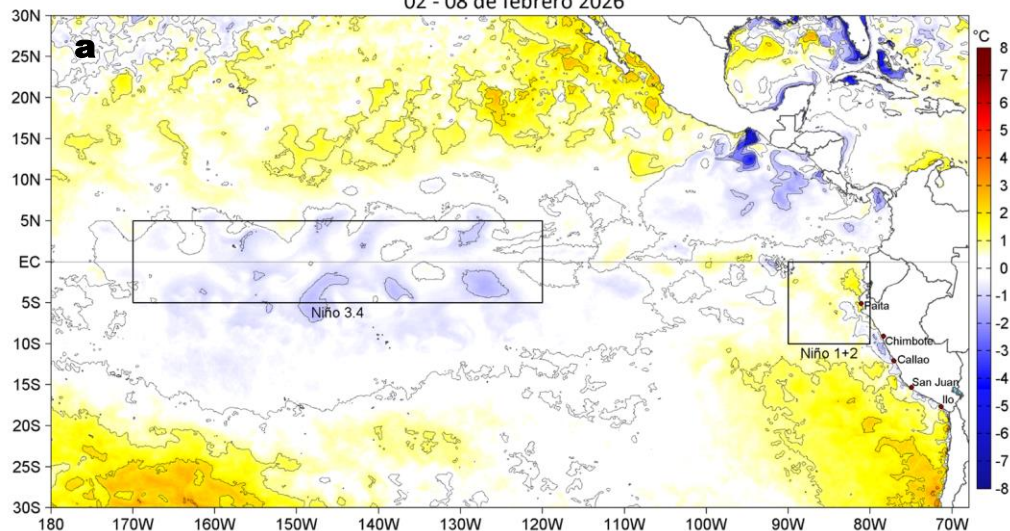 02 - 08 de febrero 2026
a
°C
30N
25N
20N
15N
10N
5N
EC
5S
10S
15S
20S
25S
30S
Niño 3.4
Niño 1+2
Paita
Chimbote
Callao
San Juan
Ilo
180 170W 160W 150W 140W 130W 120W 110W 100W 90W 80W 70W
8
7
6
5
4
3
2
1
0
-1
-2
-3
-4
-5
-6
-7
-8